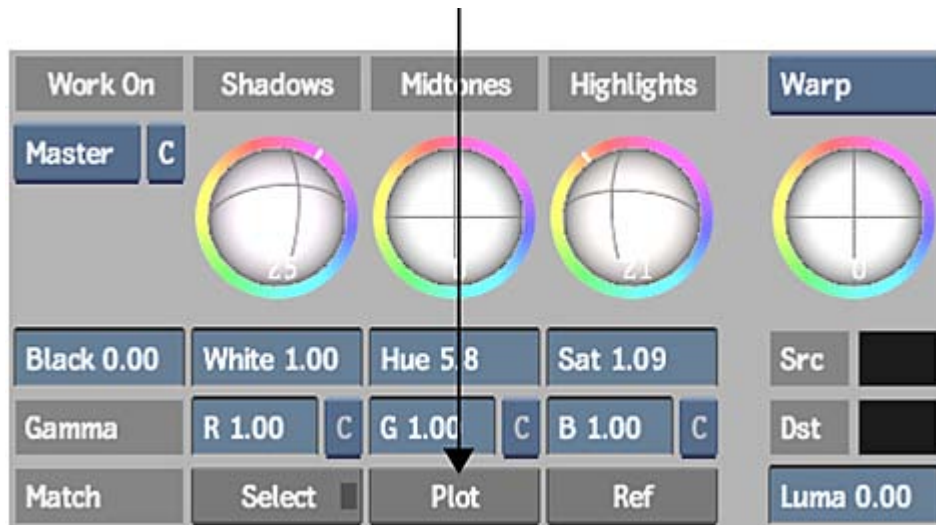 Work On Shadows Midtones Highlights Warp
Master C
25 0 21 0
Black 0.00 White 1.00 Hue 5.8 Sat 1.09 Src
Gamma R 1.00 C G 1.00 C B 1.00 C Dst
Match Select Plot Ref Luma 0.00